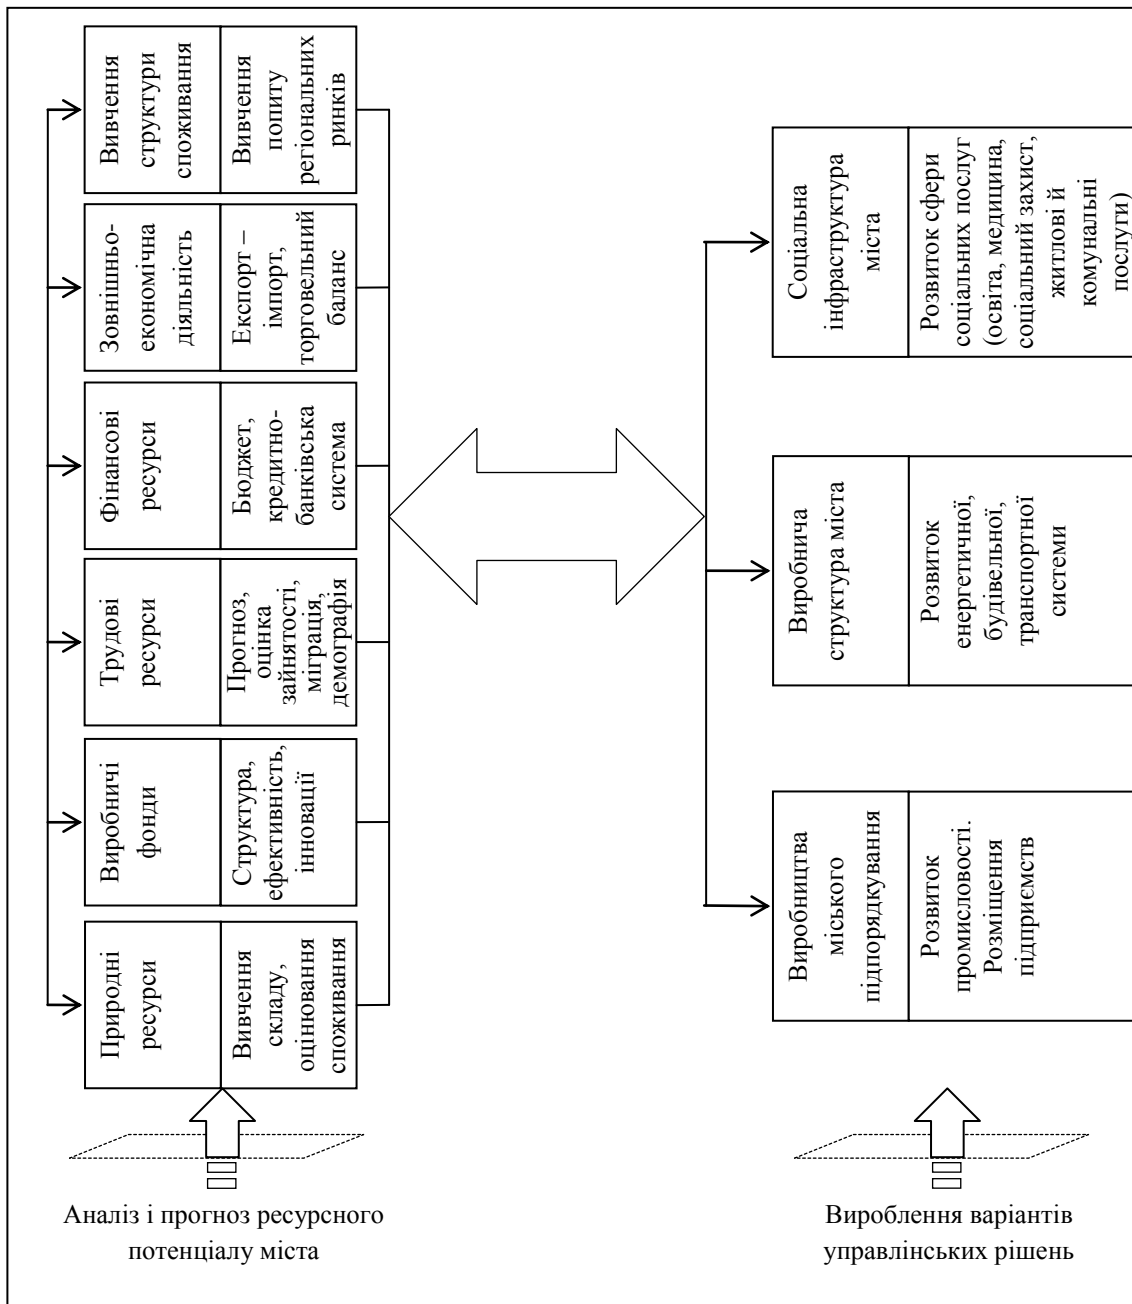 Вивчення
структури
споживання
Вивчення
попиту
регіональних
ринків
Зовнішньо-
економічна
діяльність
Експорт –
імпорт,
торговельний
баланс
Фінансові
ресурси
Бюджет,
кредитно-
банківська
система
Трудові
ресурси
Прогноз,
оцінка
зайнятості,
міграція,
демографія
Виробничі
фонди
Структура,
ефективність,
інновації
Природні
ресурси
Вивчення
складу,
оцінювання
споживання
Аналіз і прогноз ресурсного
потенціалу міста
Соціальна
інфраструктура
міста
Розвиток сфери
соціальних послуг
(освіта, медицина,
соціальний захист,
житлові й
комунальні
послуги)
Виробнича
структура міста
Розвиток
енергетичної,
будівельної,
транспортної
системи
Виробництва
міського
підпорядкування
Розвиток
промисловості.
Розміщення
підприємств
Вироблення варіантів
управлінських рішень